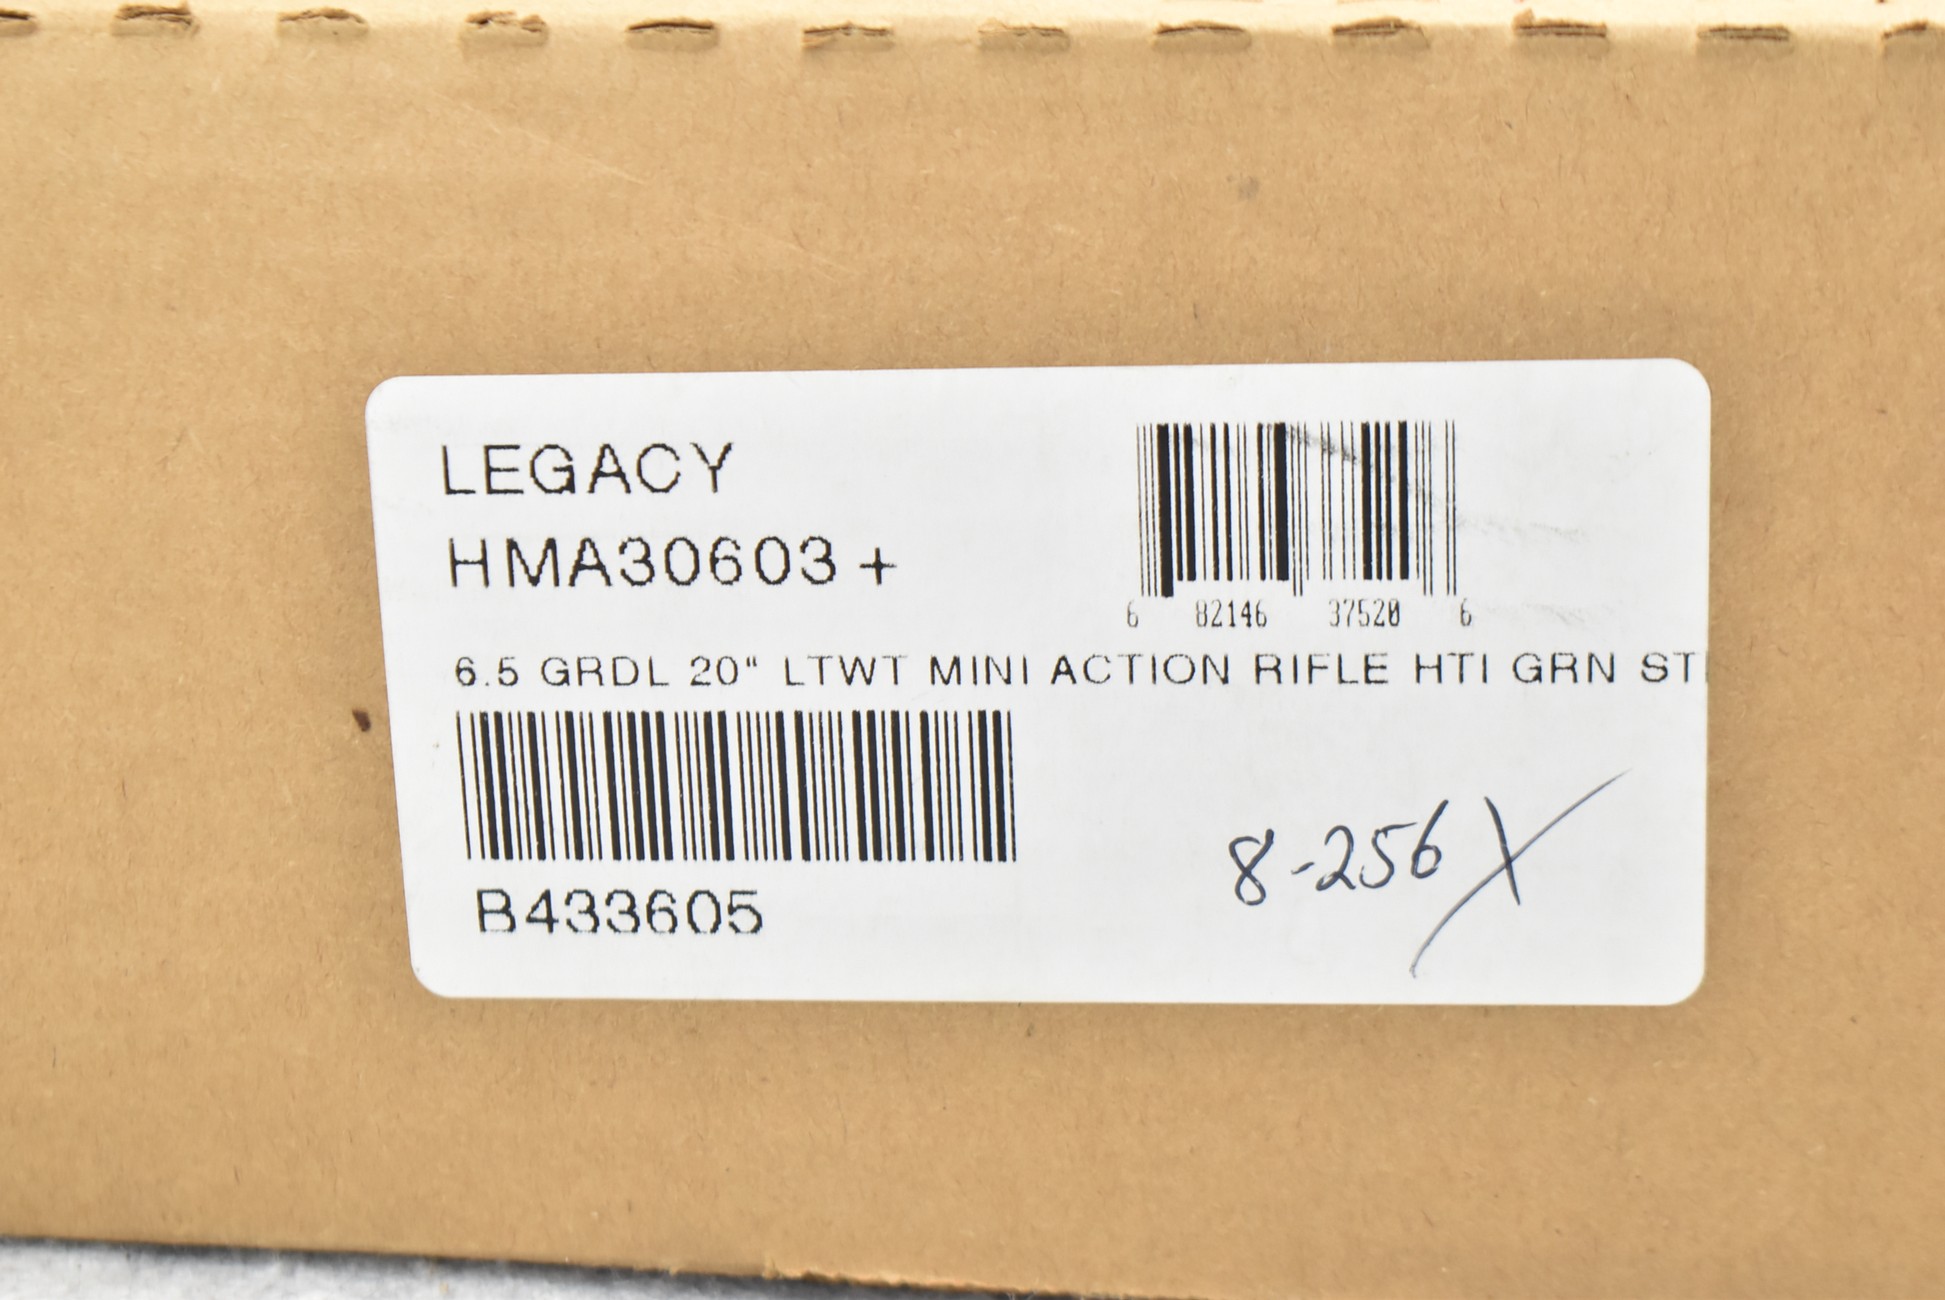 LEGACY
HMA30603+
6 82146 37520 6
6.5 GRDL 20" LTWT MINI ACTION RIFLE HTI GRN ST
B433605
8-256 X